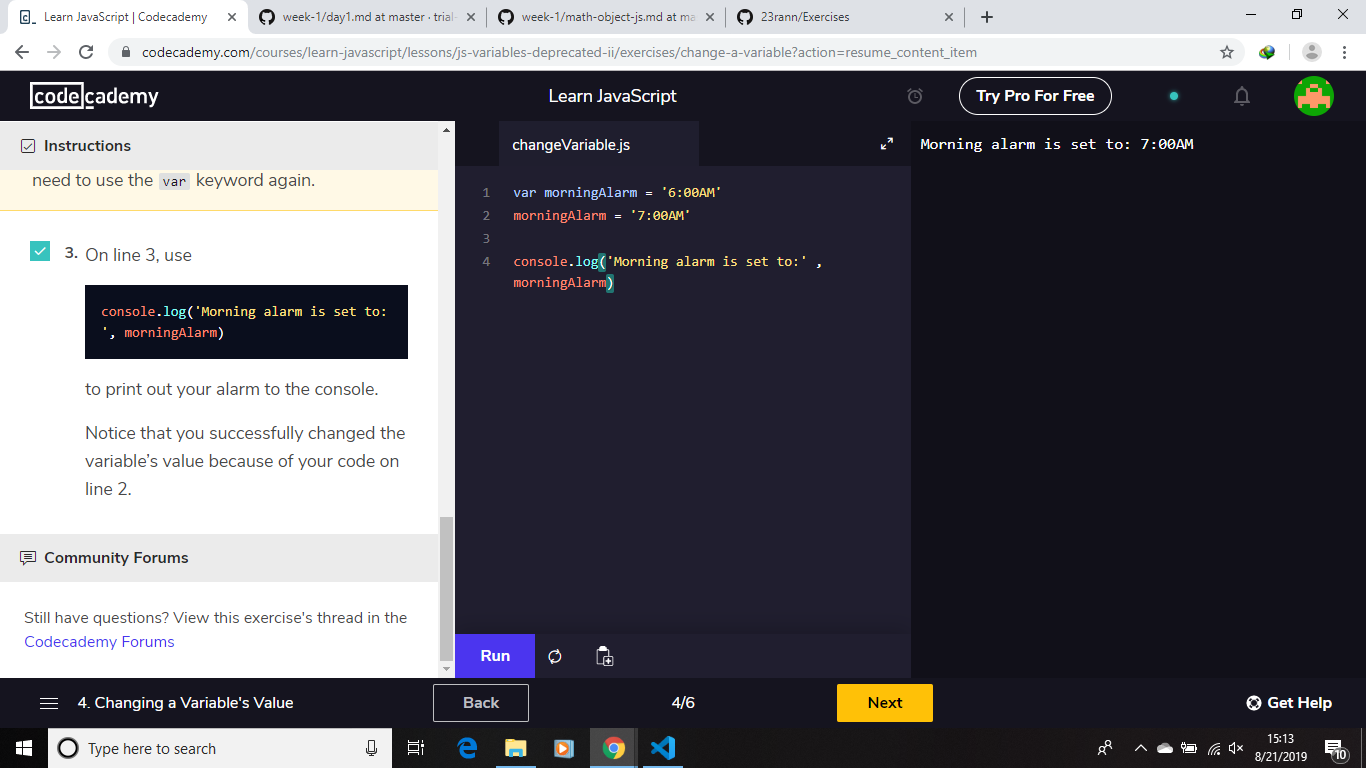 Learn JavaScript | Codecademy
week-1/day1.md at master · trial-
week-1/math-object-js.md at ma
23rann/Exercises
codecademy.com/courses/learn-javascript/lessons/js-variables-deprecated-ii/exercises/change-a-variable?action=resume_content_item
codecademy
Learn JavaScript
Try Pro For Free
Instructions
need to use the var keyword again.
3. On line 3, use
console.log('Morning alarm is set to:
', morningAlarm)
to print out your alarm to the console.
Notice that you successfully changed the
variable’s value because of your code on
line 2.
Community Forums
Still have questions? View this exercise's thread in the
Codecademy Forums
changeVariable.js
1 var morningAlarm = '6:00AM'
2 morningAlarm = '7:00AM'
3
4 console.log('Morning alarm is set to:' ,
morningAlarm)
Run
Morning alarm is set to: 7:00AM
4. Changing a Variable's Value
Back
4/6
Next
Get Help
Type here to search
15:13
8/21/2019
10